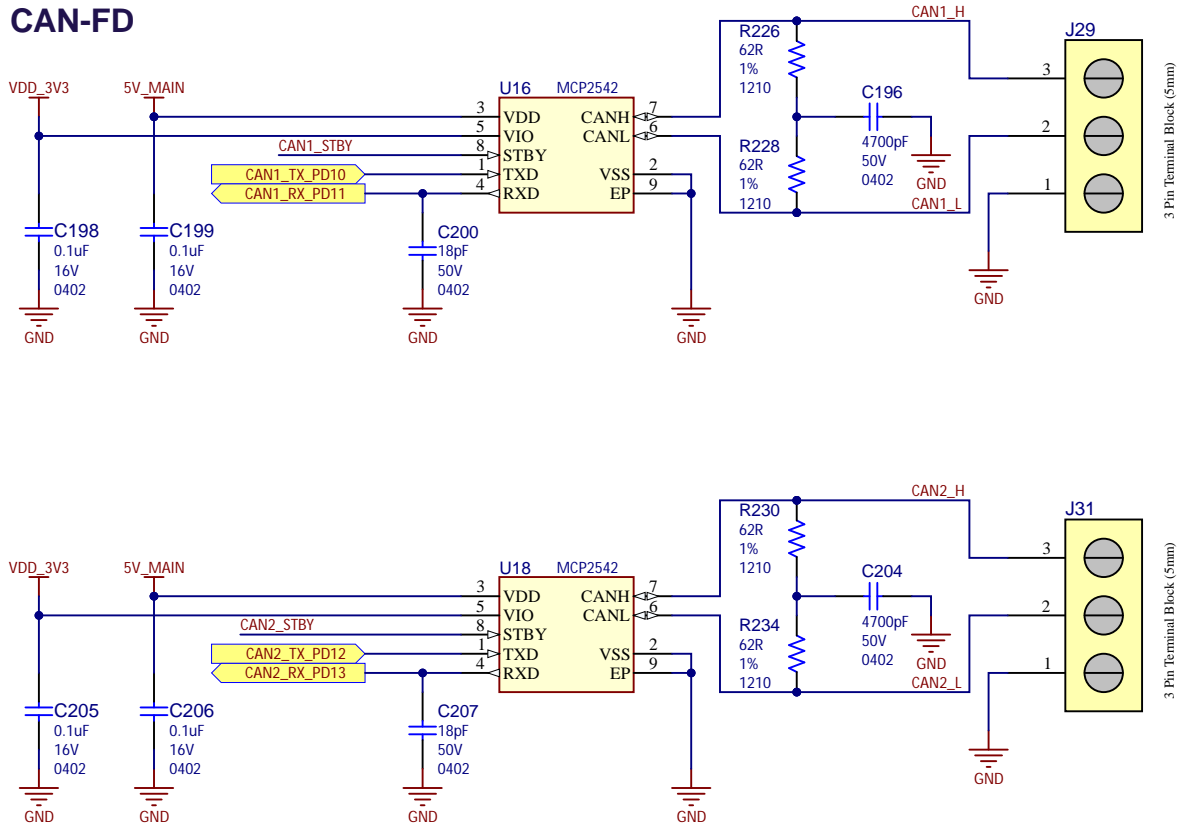 CAN-FD
CAN1_H
R226
62R
1%
1210
J29
VDD_3V3
5V_MAIN
U16
MCP2542
C196
4700pF
50V
0402
GND
3
VDD
5
VIO
8
STBY
1
TXD
4
RXD
CANH
7
CANL
6
VSS
2
EP
9
CAN1_STBY
CAN1_TX_PD10
CAN1_RX_PD11
R228
62R
1%
1210
CAN1_L
3
2
1
3 Pin Terminal Block (5mm)
C198
0.1uF
16V
0402
GND
C199
0.1uF
16V
0402
GND
C200
18pF
50V
0402
GND
GND
GND
CAN2_H
R230
62R
1%
1210
J31
VDD_3V3
5V_MAIN
U18
MCP2542
C204
4700pF
50V
0402
GND
3
VDD
5
VIO
8
STBY
1
TXD
4
RXD
CANH
7
CANL
6
VSS
2
EP
9
CAN2_STBY
CAN2_TX_PD12
CAN2_RX_PD13
R234
62R
1%
1210
CAN2_L
3
2
1
3 Pin Terminal Block (5mm)
C205
0.1uF
16V
0402
GND
C206
0.1uF
16V
0402
GND
C207
18pF
50V
0402
GND
GND
GND